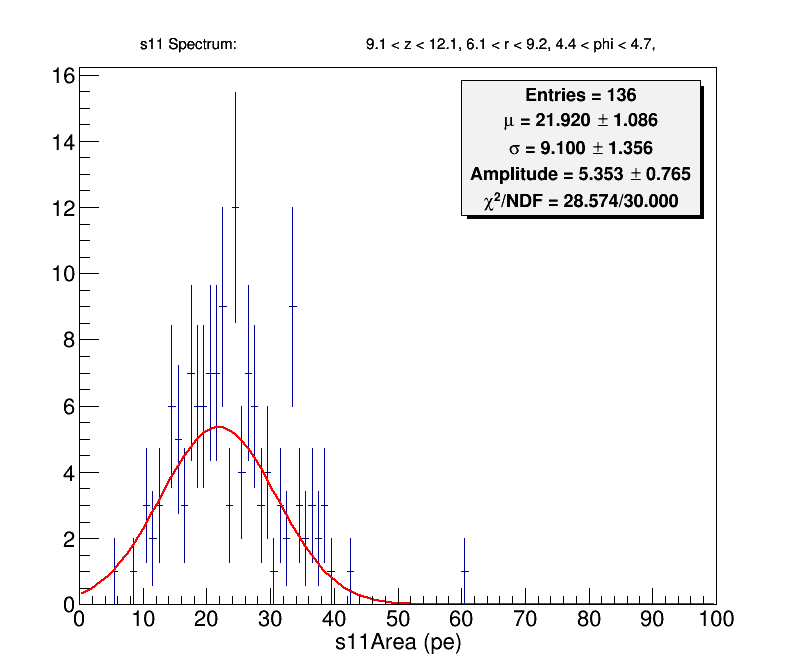 s11 Spectrum: 9.1 < z < 12.1, 6.1 < r < 9.2, 4.4 < phi < 4.7,
Entries = 136
μ = 21.920 ± 1.086
σ = 9.100 ± 1.356
Amplitude = 5.353 ± 0.765
χ²/NDF = 28.574/30.000
16
14
12
10
8
6
4
2
0
0 10 20 30 40 50 60 70 80 90 100
s11Area (pe)